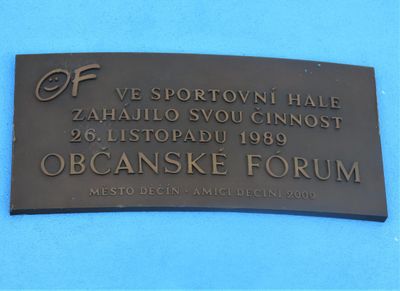 OF
VE SPORTOVNÍ HALE
ZAHÁJILO SVOU ČINNOST
26. LISTOPADU 1989
OBČANSKÉ FÓRUM
MĚSTO DĚČÍN · AMICI DECINI 2009